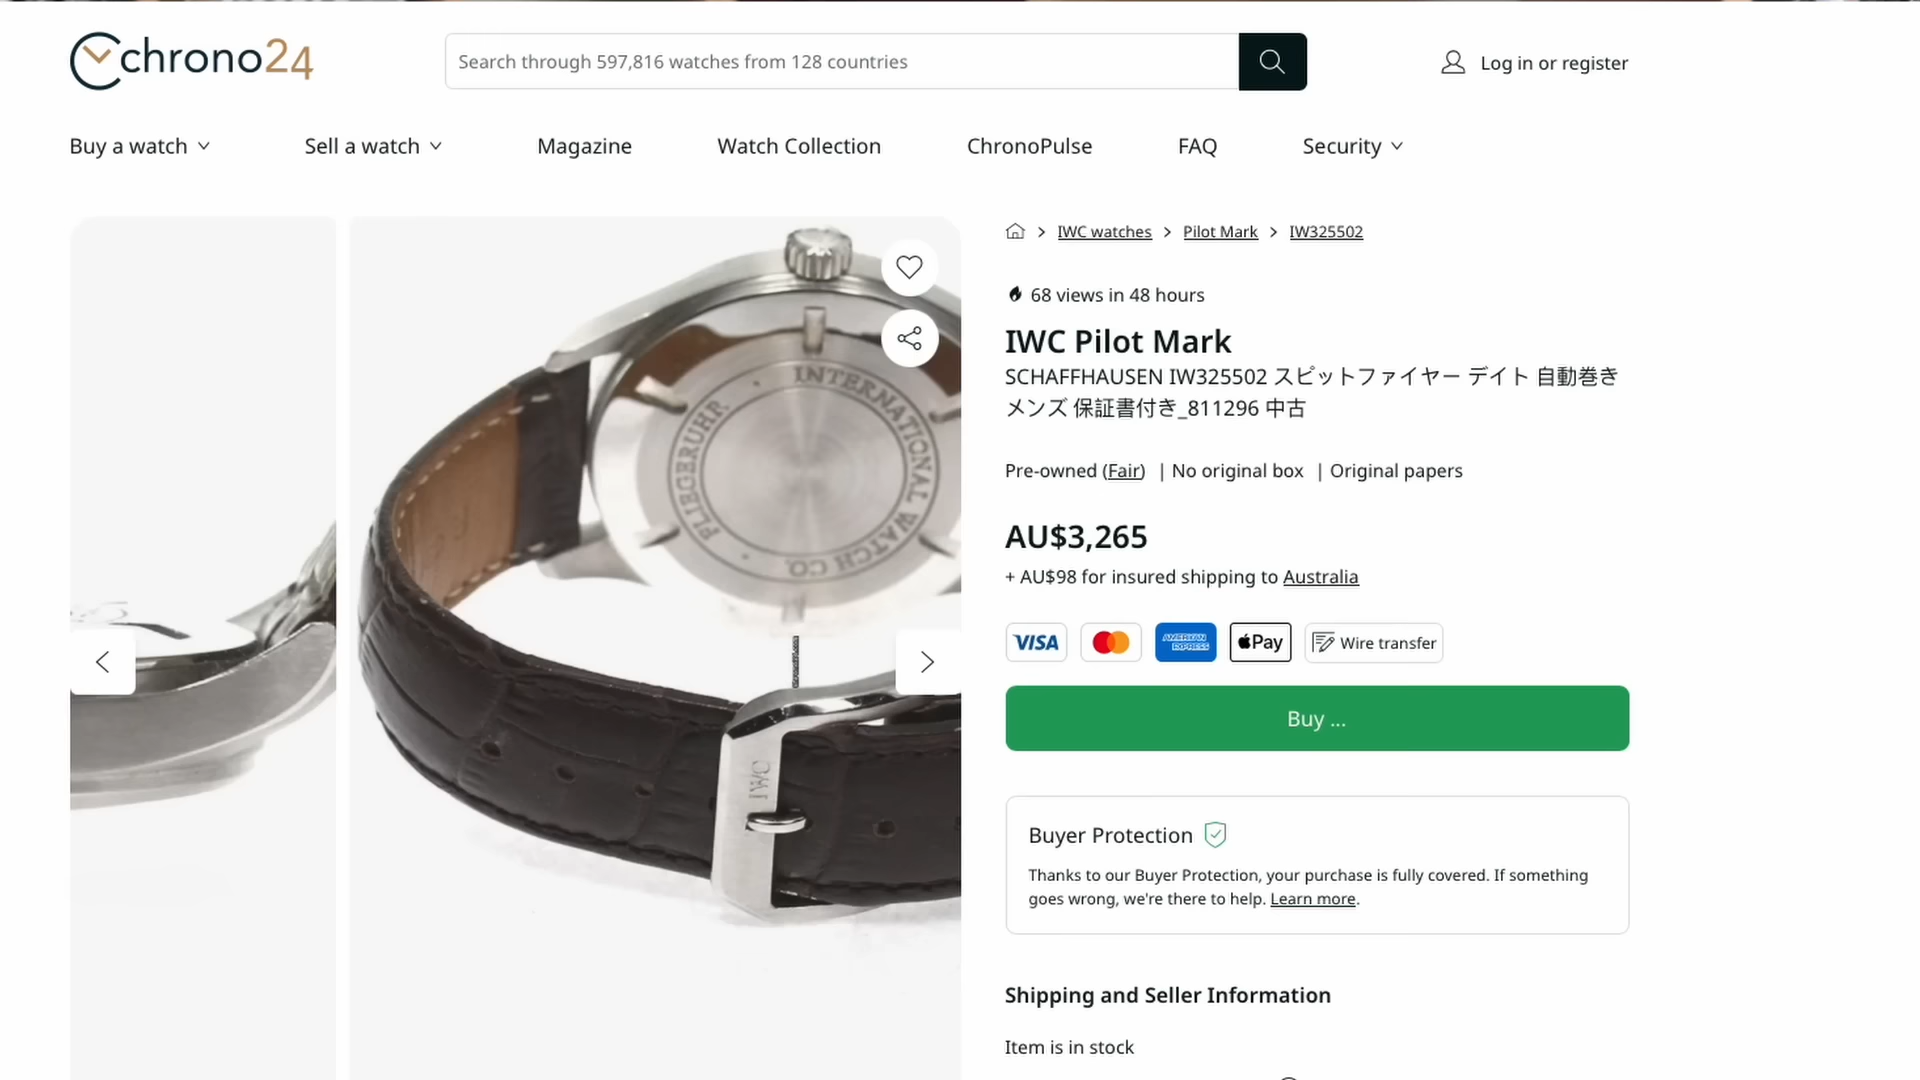 chrono24
Search through 597,816 watches from 128 countries
Log in or register
Buy a watch
Sell a watch
Magazine
Watch Collection
ChronoPulse
FAQ
Security
IWC watches
Pilot Mark
IW325502
68 views in 48 hours
IWC Pilot Mark
SCHAFFHAUSEN IW325502 スピットファイヤー デイト 自動巻き
メンズ 保証書付き_811296 中古
Pre-owned (Fair) | No original box | Original papers
AU$3,265
+ AU$98 for insured shipping to Australia
VISA
AMERICAN EXPRESS
Pay
Wire transfer
Buy ...
Buyer Protection
Thanks to our Buyer Protection, your purchase is fully covered. If something
goes wrong, we're there to help. Learn more.
Shipping and Seller Information
Item is in stock
INTERNATIONAL WATCH CO.
FLIEGERUHR
IWC